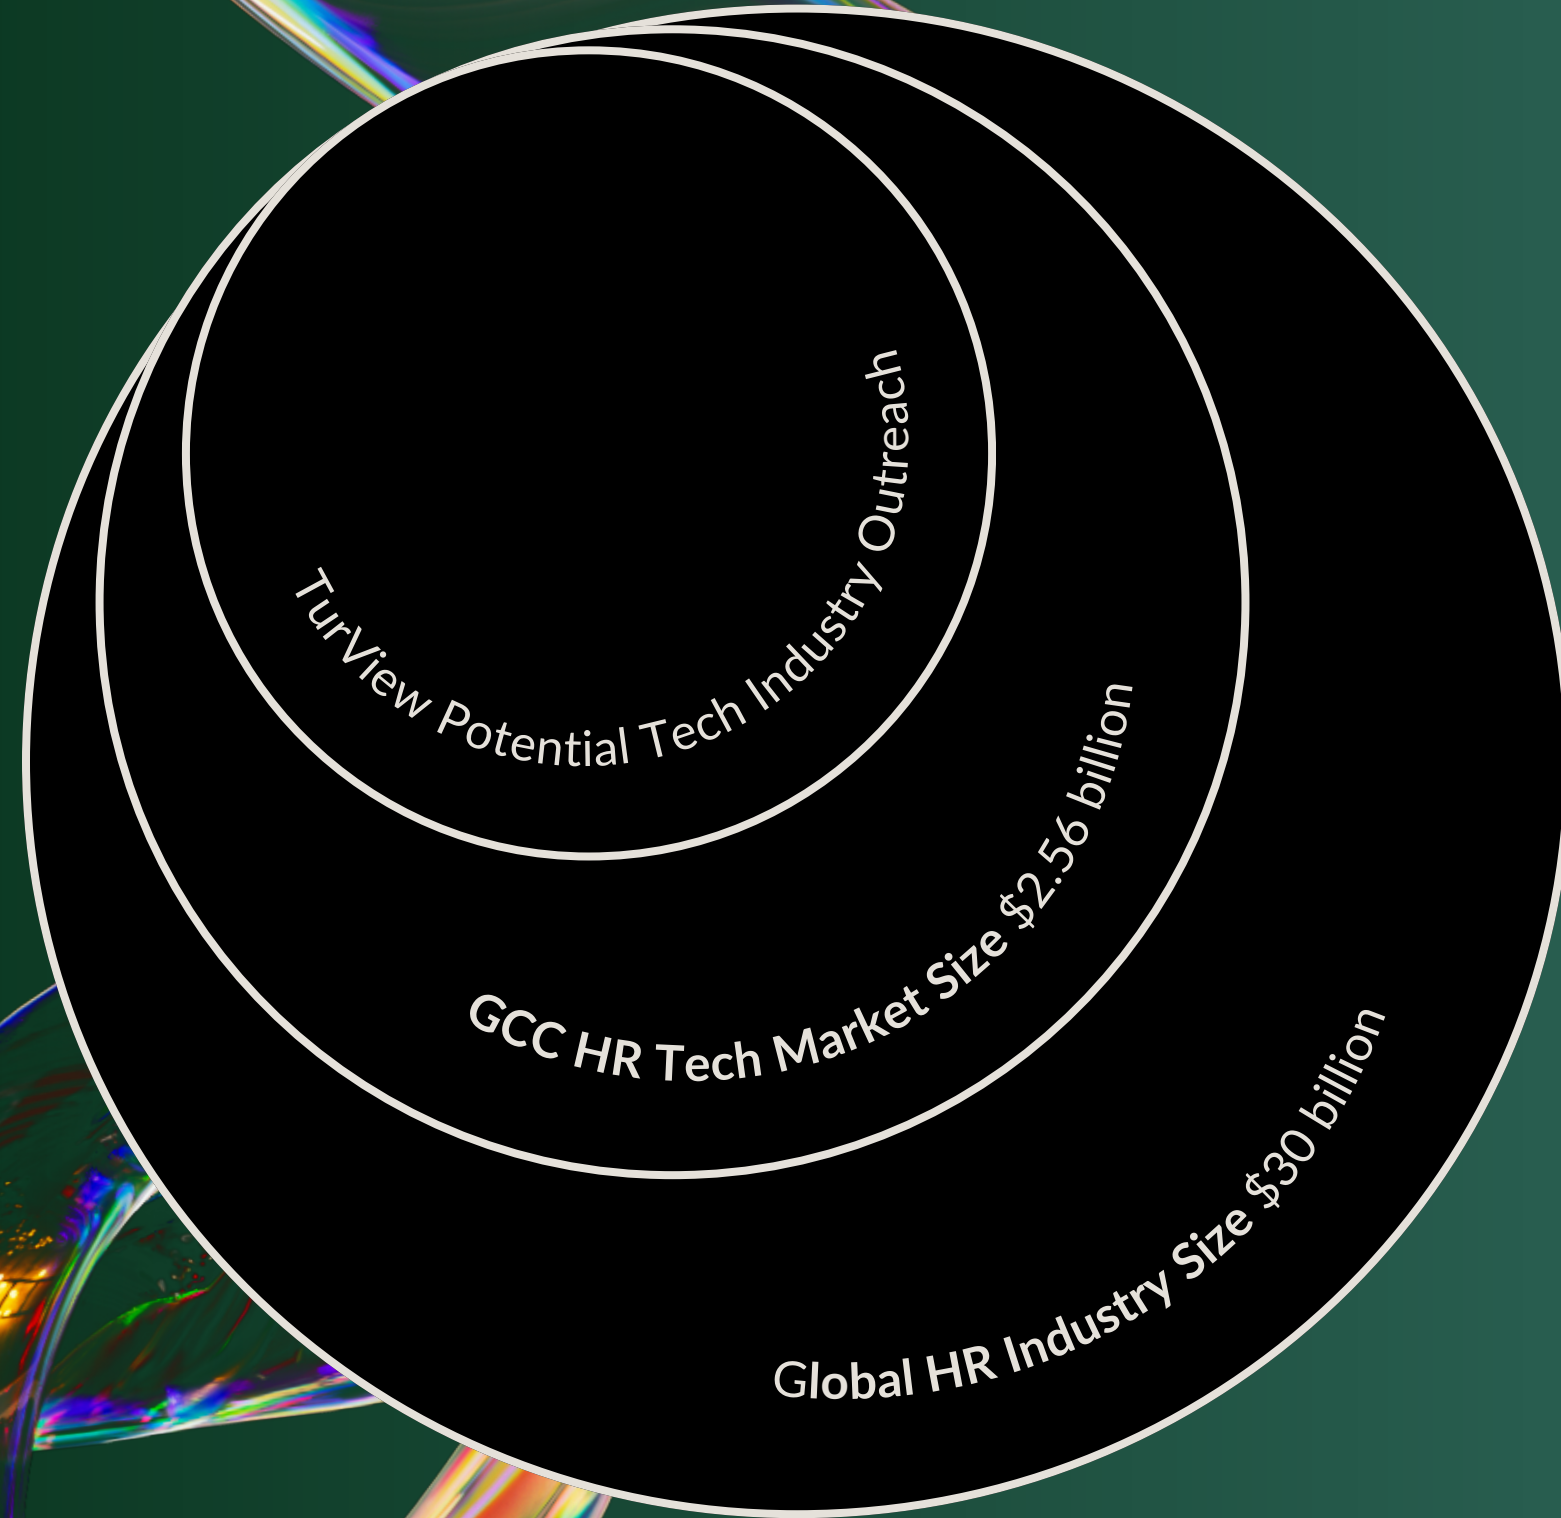 TurView Potential Tech Industry Outreach
GCC HR Tech Market Size $2.56 billion
Global HR Industry Size $30 billion